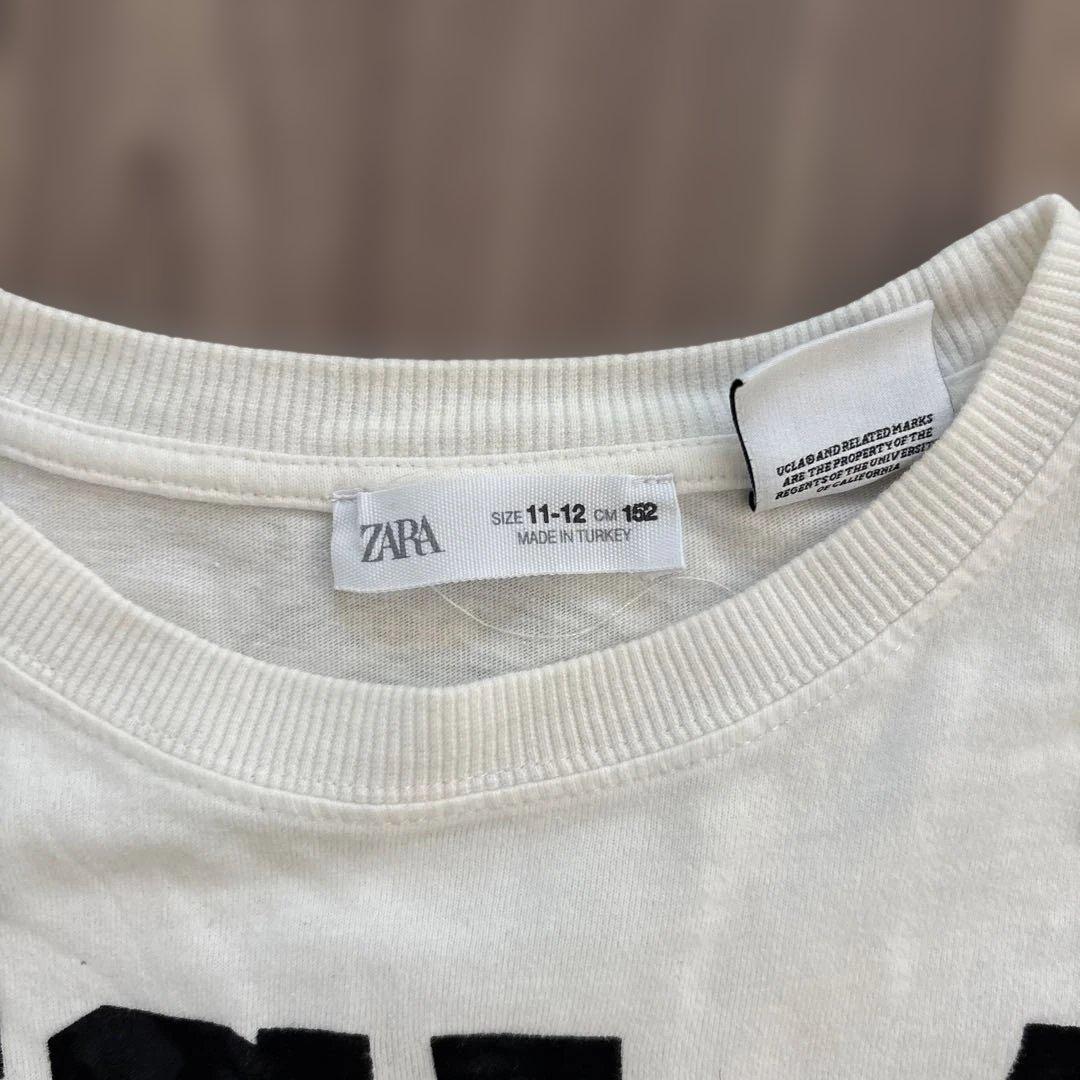 ZARA
SIZE 11-12 CM 152
MADE IN TURKEY
UCLA® AND RELATED MARKS
ARE THE PROPERTY OF THE
REGENTS OF THE UNIVERSITY
OF CALIFORNIA